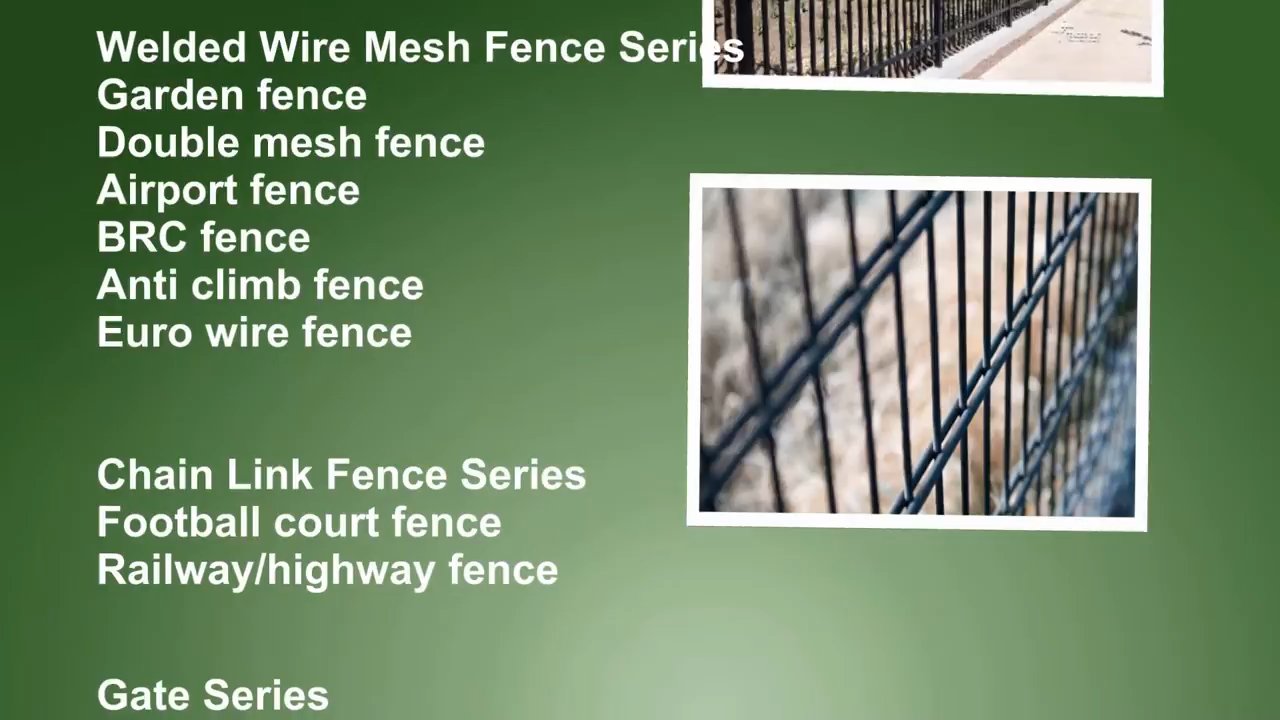 Welded Wire Mesh Fence Series
Garden fence
Double mesh fence
Airport fence
BRC fence
Anti climb fence
Euro wire fence
Chain Link Fence Series
Football court fence
Railway/highway fence
Gate Series